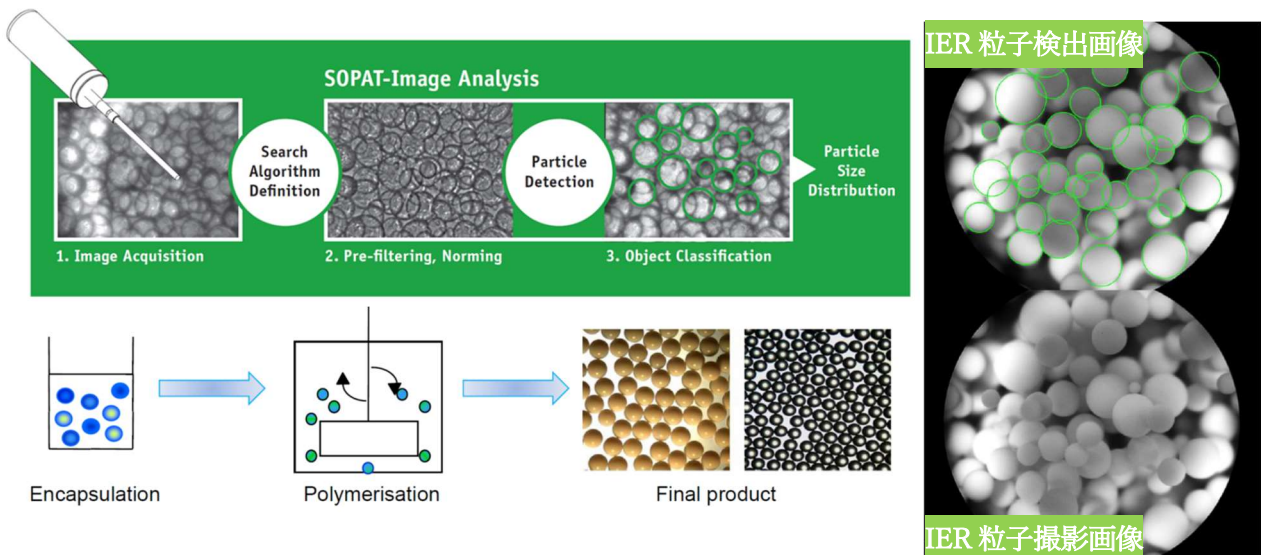 SOPAT-Image Analysis
Search
Algorithm
Definition
Particle
Detection
Particle
Size
Distribution
1. Image Acquisition
2. Pre-filtering, Norming
3. Object Classification
Encapsulation
Polymerisation
Final product
IER 粒子検出画像
IER 粒子撮影画像